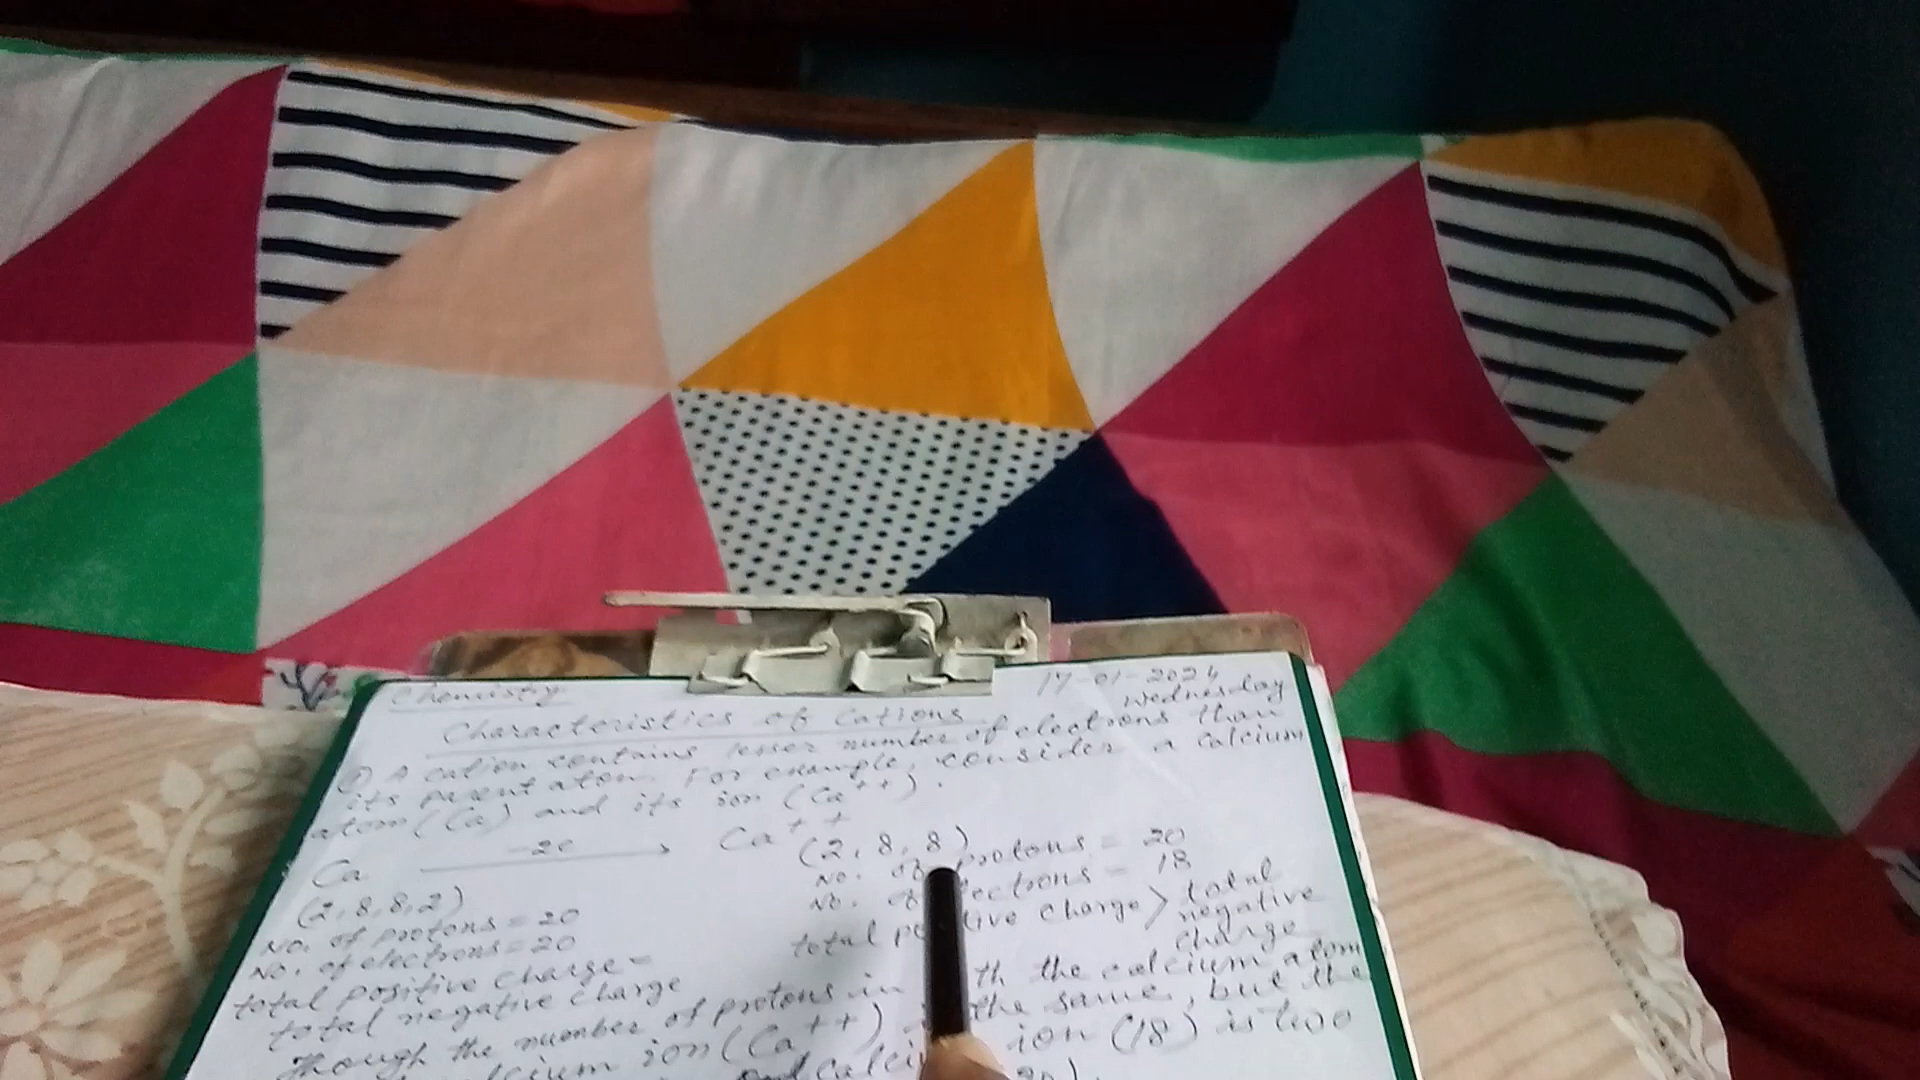 Chemistry 17-01-2024
Wednesday
Characteristics of Cations
① A cation contains lesser number of electrons than
its parent atom. For example, consider a calcium
atom (Ca) and its ion (Ca++).
Ca -2e → Ca++
(2,8,8,2) (2,8,8)
No. of protons = 20 No. of protons = 20
No. of electrons = 20 No. of electrons = 18
total positive charge = total positive charge > total
total negative charge negative
charge
Though the number of protons in the calcium atom
calcium ion (Ca++) the same, but the
ion (18) is two